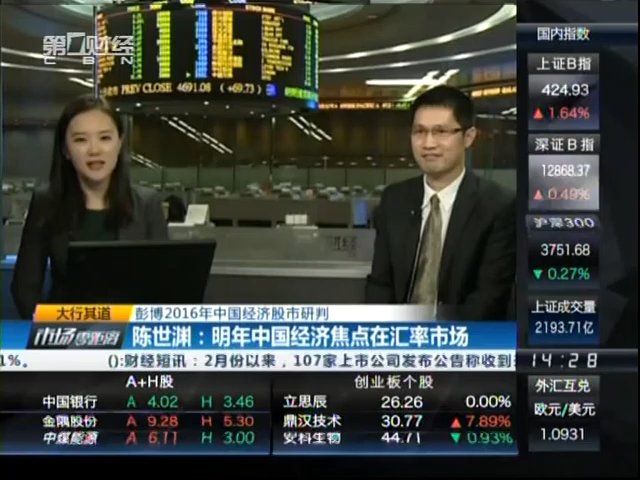 第一财经
CBN
PREV CLOSE 4691.08 (+69.73)
大行其道
彭博2016年中国经济股市研判
市场零距离
陈世渊：明年中国经济焦点在汇率市场
1%。 ():财经短讯：2月份以来，107家上市公司发布公告称收到
A+H股
中国银行 A 4.02 H 3.46
金隅股份 A 9.28 H 5.30
中煤能源 A 6.11 H 3.00
创业板个股
立思辰 26.26 0.00%
鼎汉技术 30.77 ▲ 7.89%
安科生物 44.71 ▼ 0.93%
国内指数
上证B指
424.93
▲ 1.64%
深证B指
12868.37
▲ 0.49%
沪深300
3751.68
▼ 0.27%
上证成交量
2193.71亿
14:28
外汇互兑
欧元/美元
1.0931